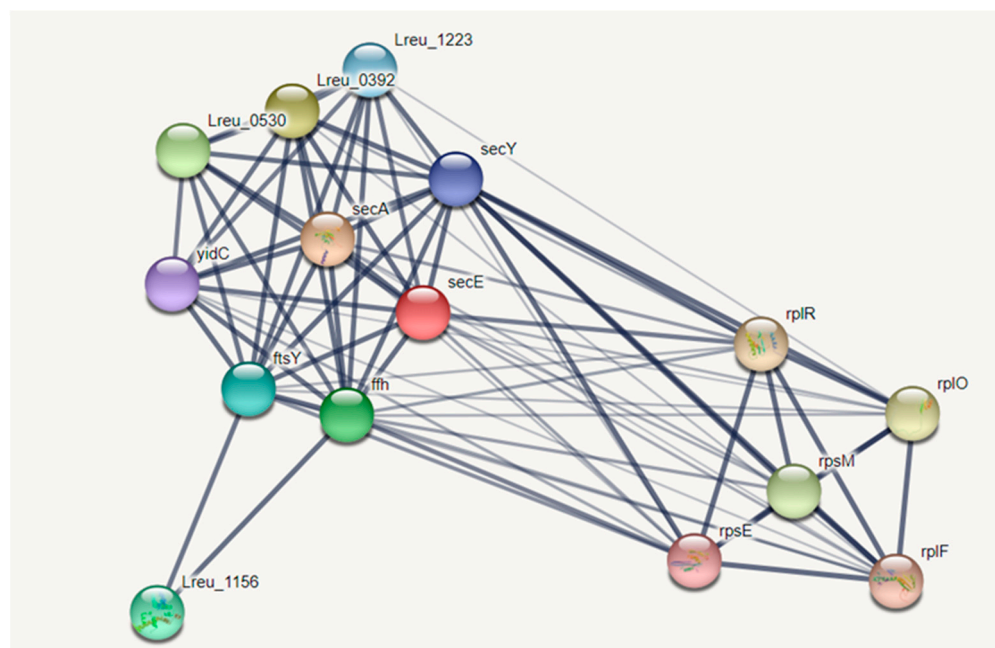 Lreu_1223
Lreu_0392
Lreu_0530
secY
secA
yidC
secE
rplR
ftsY
ffh
rplO
rpsM
rpsE
rplF
Lreu_1156